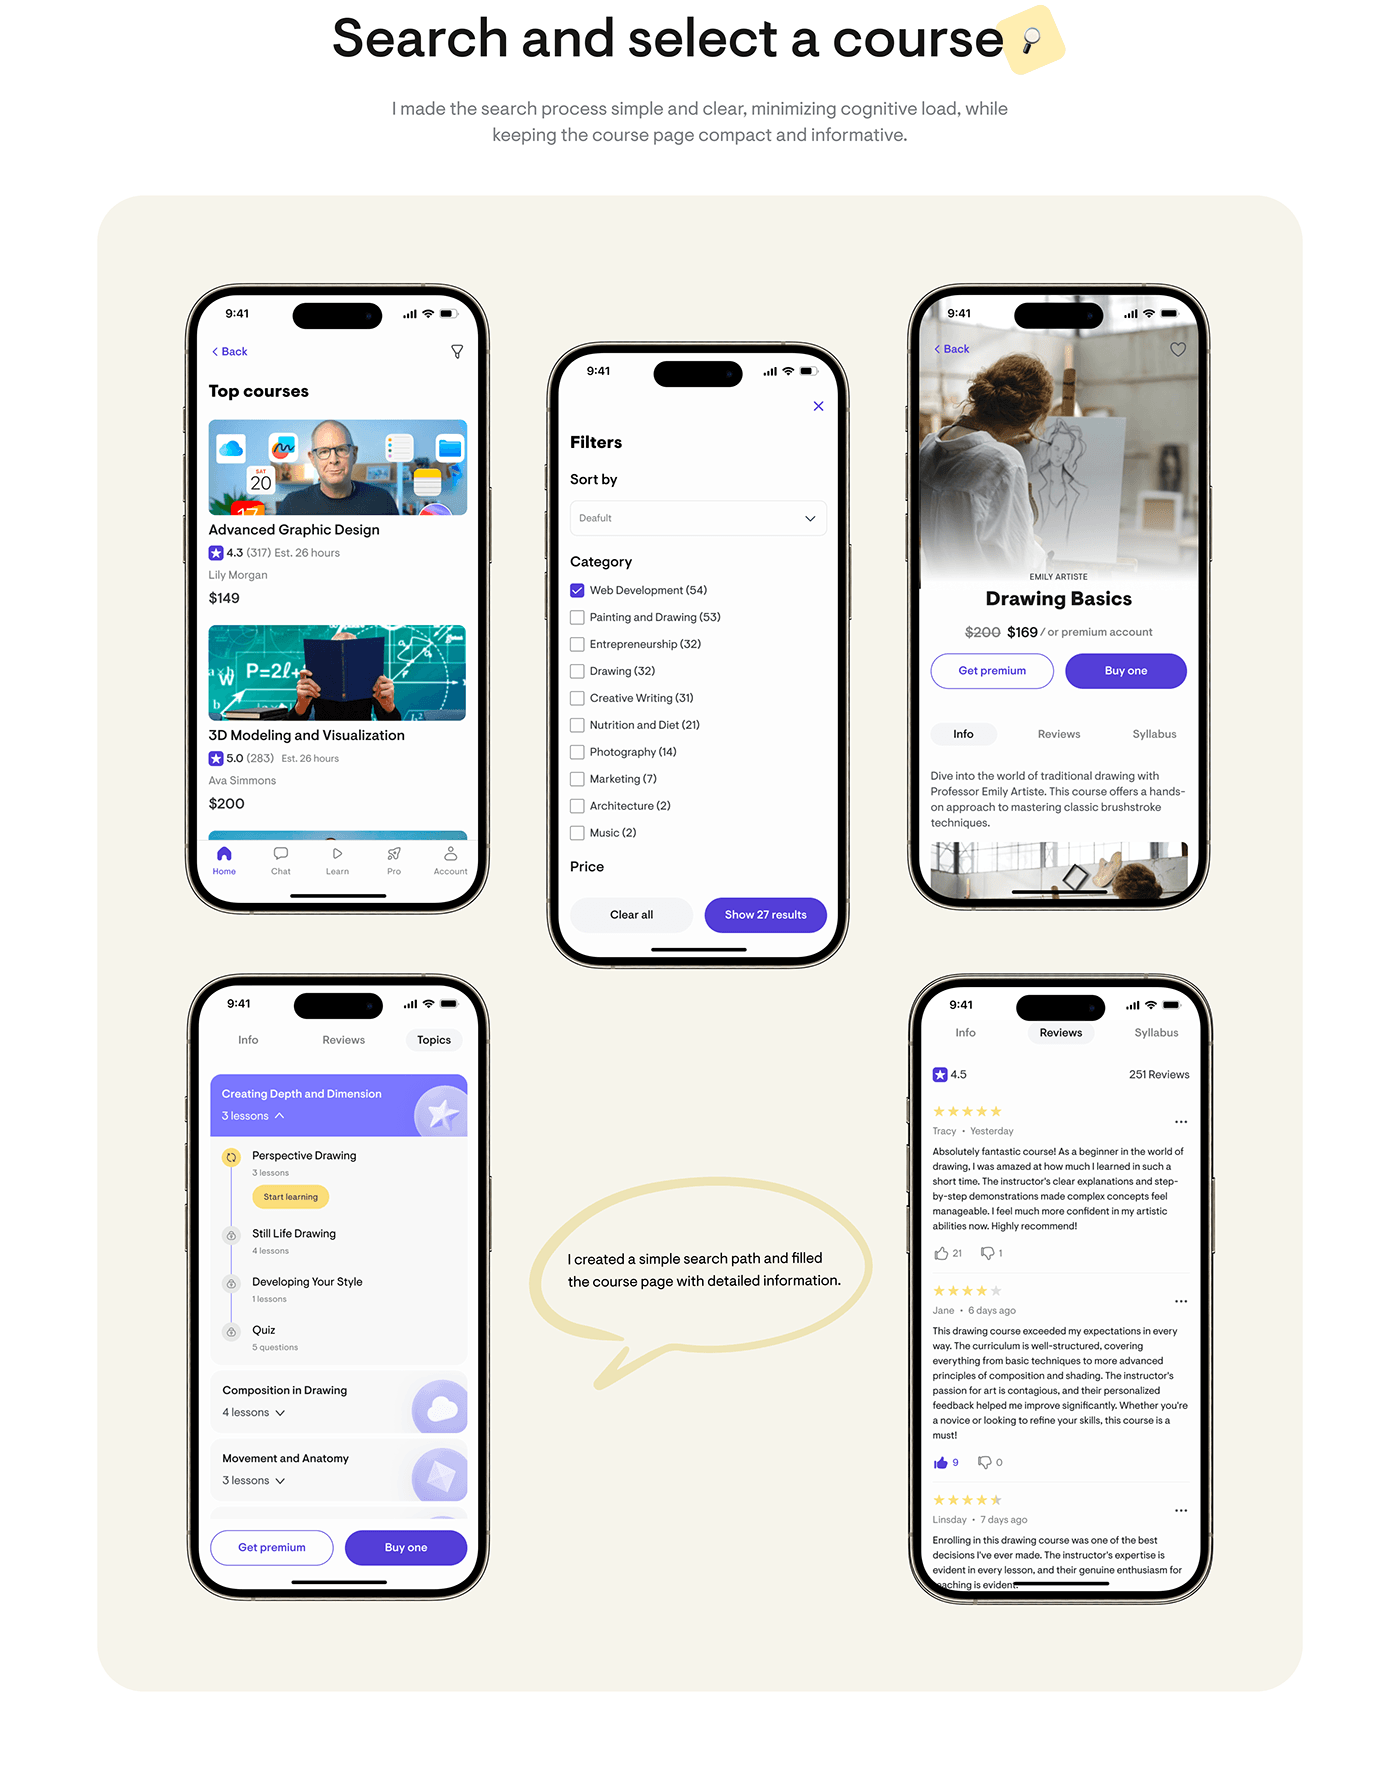 Search and select a course
I made the search process simple and clear, minimizing cognitive load, while
keeping the course page compact and informative.
9:41
Back
Top courses
SAT
20
17
Advanced Graphic Design
4.3 (317) Est. 26 hours
Lily Morgan
$149
P=2ℓ+
W
3D Modeling and Visualization
5.0 (283) Est. 26 hours
Ava Simmons
$200
Home Chat Learn Pro Account
9:41
Filters
Sort by
Deafult
Category
Web Development (54)
Painting and Drawing (53)
Entrepreneurship (32)
Drawing (32)
Creative Writing (31)
Nutrition and Diet (21)
Photography (14)
Marketing (7)
Architecture (2)
Music (2)
Price
Clear all Show 27 results
9:41
Back
EMILY ARTISTE
Drawing Basics
$200 $169 / or premium account
Get premium Buy one
Info Reviews Syllabus
Dive into the world of traditional drawing with
Professor Emily Artiste. This course offers a hands-
on approach to mastering classic brushstroke
techniques.
9:41
Info Reviews Topics
Creating Depth and Dimension
3 lessons
Perspective Drawing
3 lessons
Start learning
Still Life Drawing
4 lessons
Developing Your Style
1 lessons
Quiz
5 questions
Composition in Drawing
4 lessons
Movement and Anatomy
3 lessons
Get premium Buy one
I created a simple search path and filled
the course page with detailed information.
9:41
Info Reviews Syllabus
4.5 251 Reviews
Tracy • Yesterday
Absolutely fantastic course! As a beginner in the world of
drawing, I was amazed at how much I learned in such a
short time. The instructor's clear explanations and step-
by-step demonstrations made complex concepts feel
manageable. I feel much more confident in my artistic
abilities now. Highly recommend!
21 1
Jane • 6 days ago
This drawing course exceeded my expectations in every
way. The curriculum is well-structured, covering
everything from basic techniques to more advanced
principles of composition and shading. The instructor's
passion for art is contagious, and their personalized
feedback helped me improve significantly. Whether you're
a novice or looking to refine your skills, this course is a
must!
9 0
Linsday • 7 days ago
Enrolling in this drawing course was one of the best
decisions I've ever made. The instructor's expertise is
evident in every lesson, and their genuine enthusiasm for
teaching is evident.